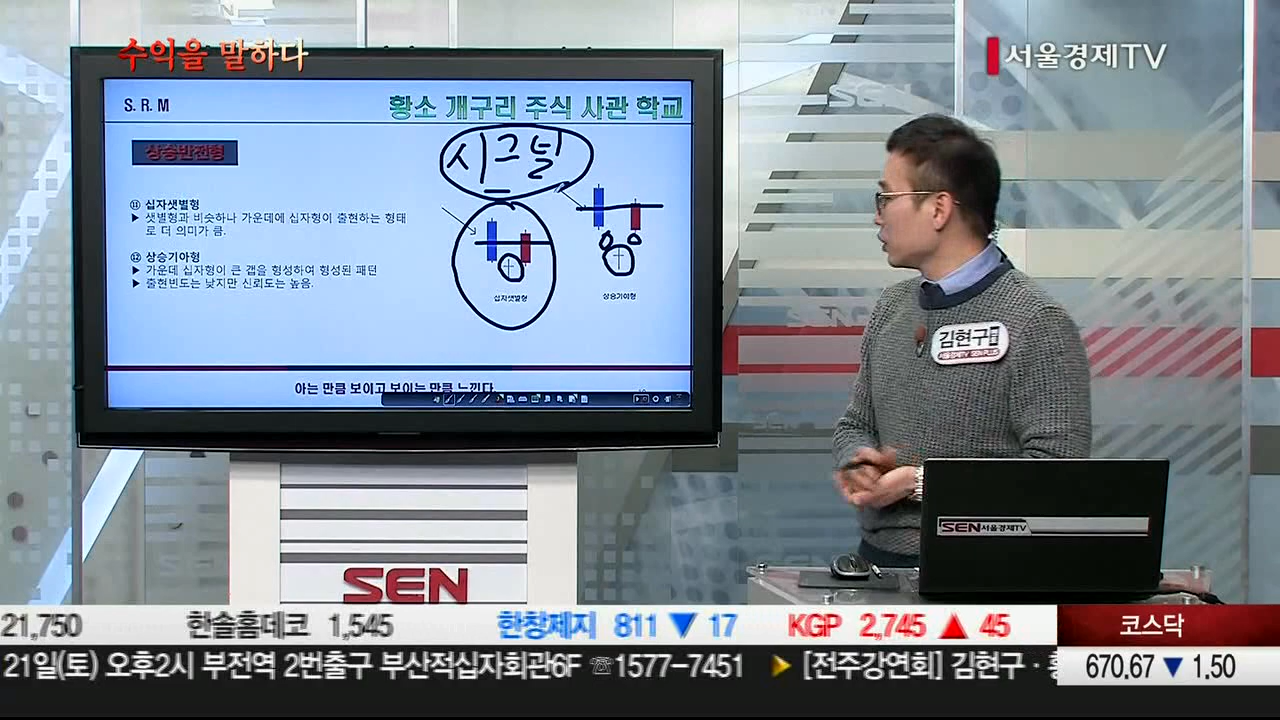 수익을 말하다
서울경제TV
S. R. M
황소 개구리 주식 사관 학교
상승반전형
시그널
⑪ 십자샛별형
▶ 샛별형과 비슷하나 가운데에 십자형이 출현하는 형태
로 더 의미가 큼.
⑫ 상승기아형
▶ 가운데 십자형이 큰 갭을 형성하여 형성된 패턴
▶ 출현빈도는 낮지만 신뢰도는 높음.
십자샛별형
상승기아형
아는 만큼 보이고 보이는 만큼 느낀다
김현구
서울경제TV SEN PLUS
SEN 서울경제TV
SEN
21,750 한솔홈데코 1,545 한창제지 811 ▼ 17 KGP 2,745 ▲ 45
코스닥
21일(토) 오후2시 부전역 2번출구 부산적십자회관6F ☏1577-7451 ▶ [전주강연회] 김현구 ·
670.67 ▼ 1.50